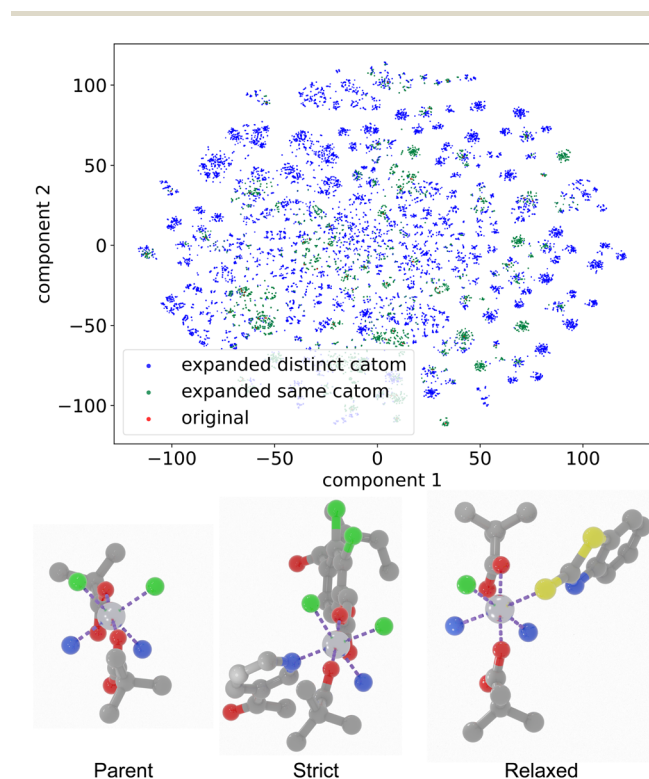 100
50
0
−50
−100
component 2
expanded distinct catom
expanded same catom
original
−100 −50 0 50 100
component 1
Parent Strict Relaxed